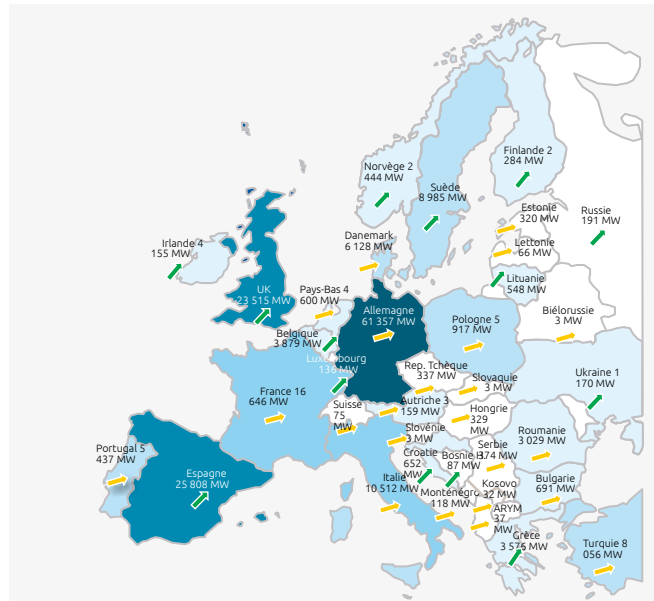 Norvège 2
444 MW
Finlande 2
284 MW
Suède
8 985 MW
Estonie
320 MW
Russie
191 MW
Danemark
6 128 MW
Irlande 4
155 MW
Lettonie
66 MW
Lituanie
548 MW
UK
23 515 MW
Pays-Bas 4
600 MW
Allemagne
61 357 MW
Biélorussie
3 MW
Belgique
3 879 MW
Pologne 5
917 MW
Luxembourg
136 MW
Rep. Tchèque
337 MW
Slovaquie
3 MW
Ukraine 1
170 MW
France 16
646 MW
Suisse
75
MW
Autriche 3
159 MW
Hongrie
329
MW
Slovénie
3 MW
Roumanie
3 029 MW
Portugal 5
437 MW
Croatie
652
MW
Bosnie H.
87 MW
Serbie
374 MW
Espagne
25 808 MW
Italie
10 512 MW
Monténégro
118 MW
Kosovo
32 MW
Bulgarie
691 MW
ARYM
37
MW
Grèce
3 576 MW
Turquie 8
056 MW